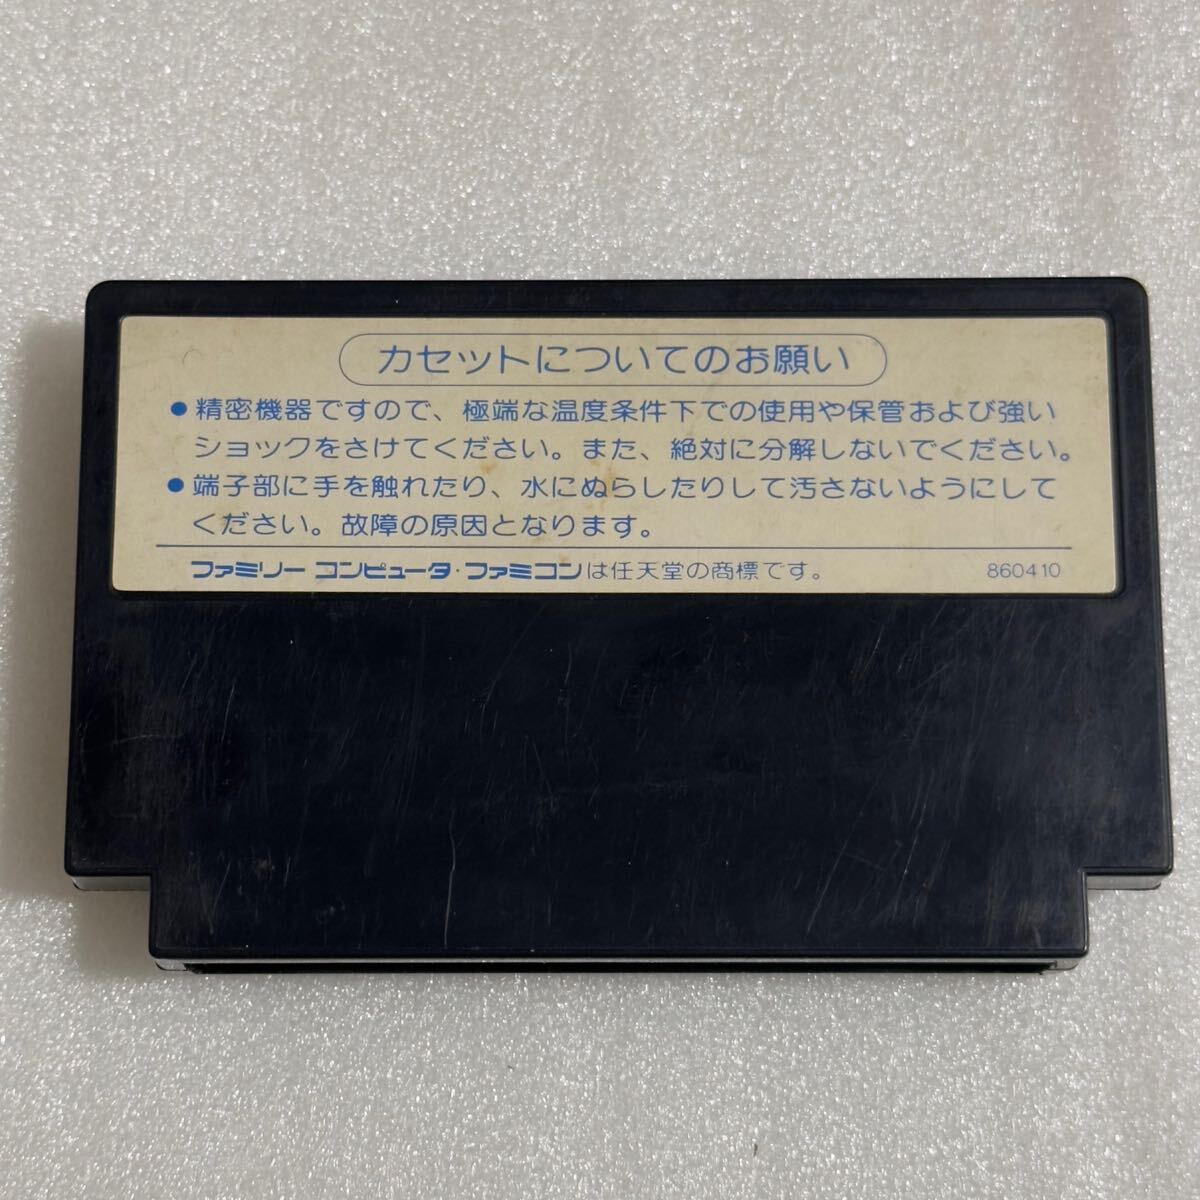 カセットについてのお願い
●精密機器ですので、極端な温度条件下での使用や保管および強い
ショックをさけてください。また、絶対に分解しないでください。
●端子部に手を触れたり、水にぬらしたりして汚さないようにして
ください。故障の原因となります。
ファミリー コンピュータ・ファミコンは任天堂の商標です。 860410